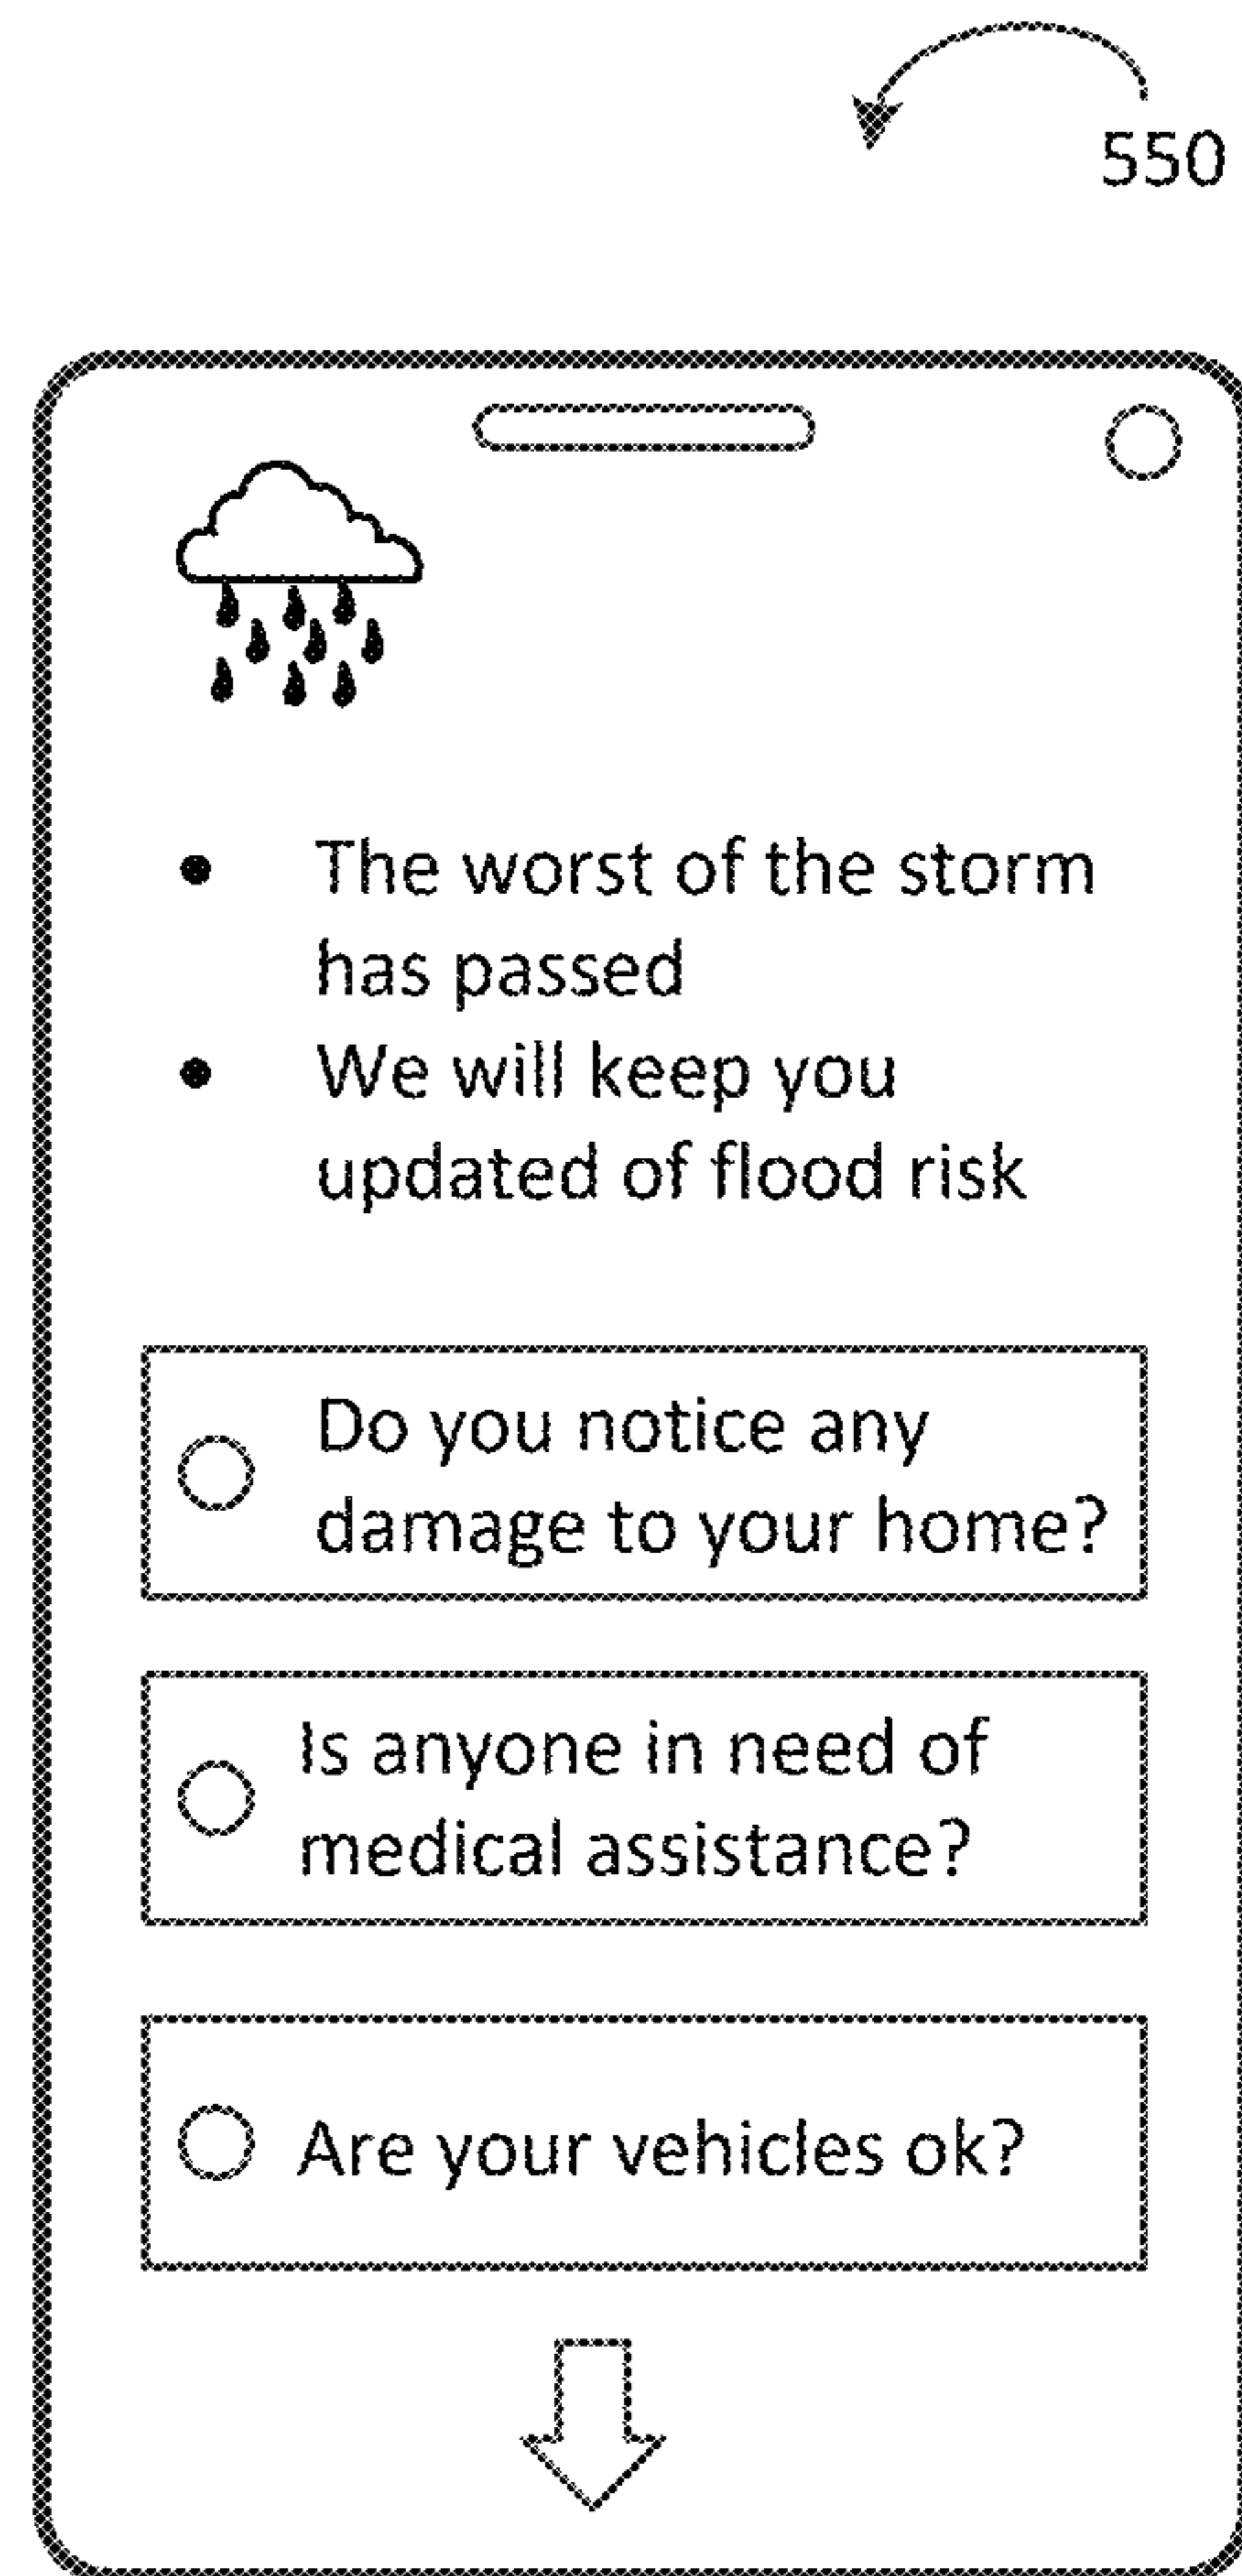 550
• The worst of the storm
has passed
• We will keep you
updated of flood risk
Do you notice any
damage to your home?
Is anyone in need of
medical assistance?
Are your vehicles ok?